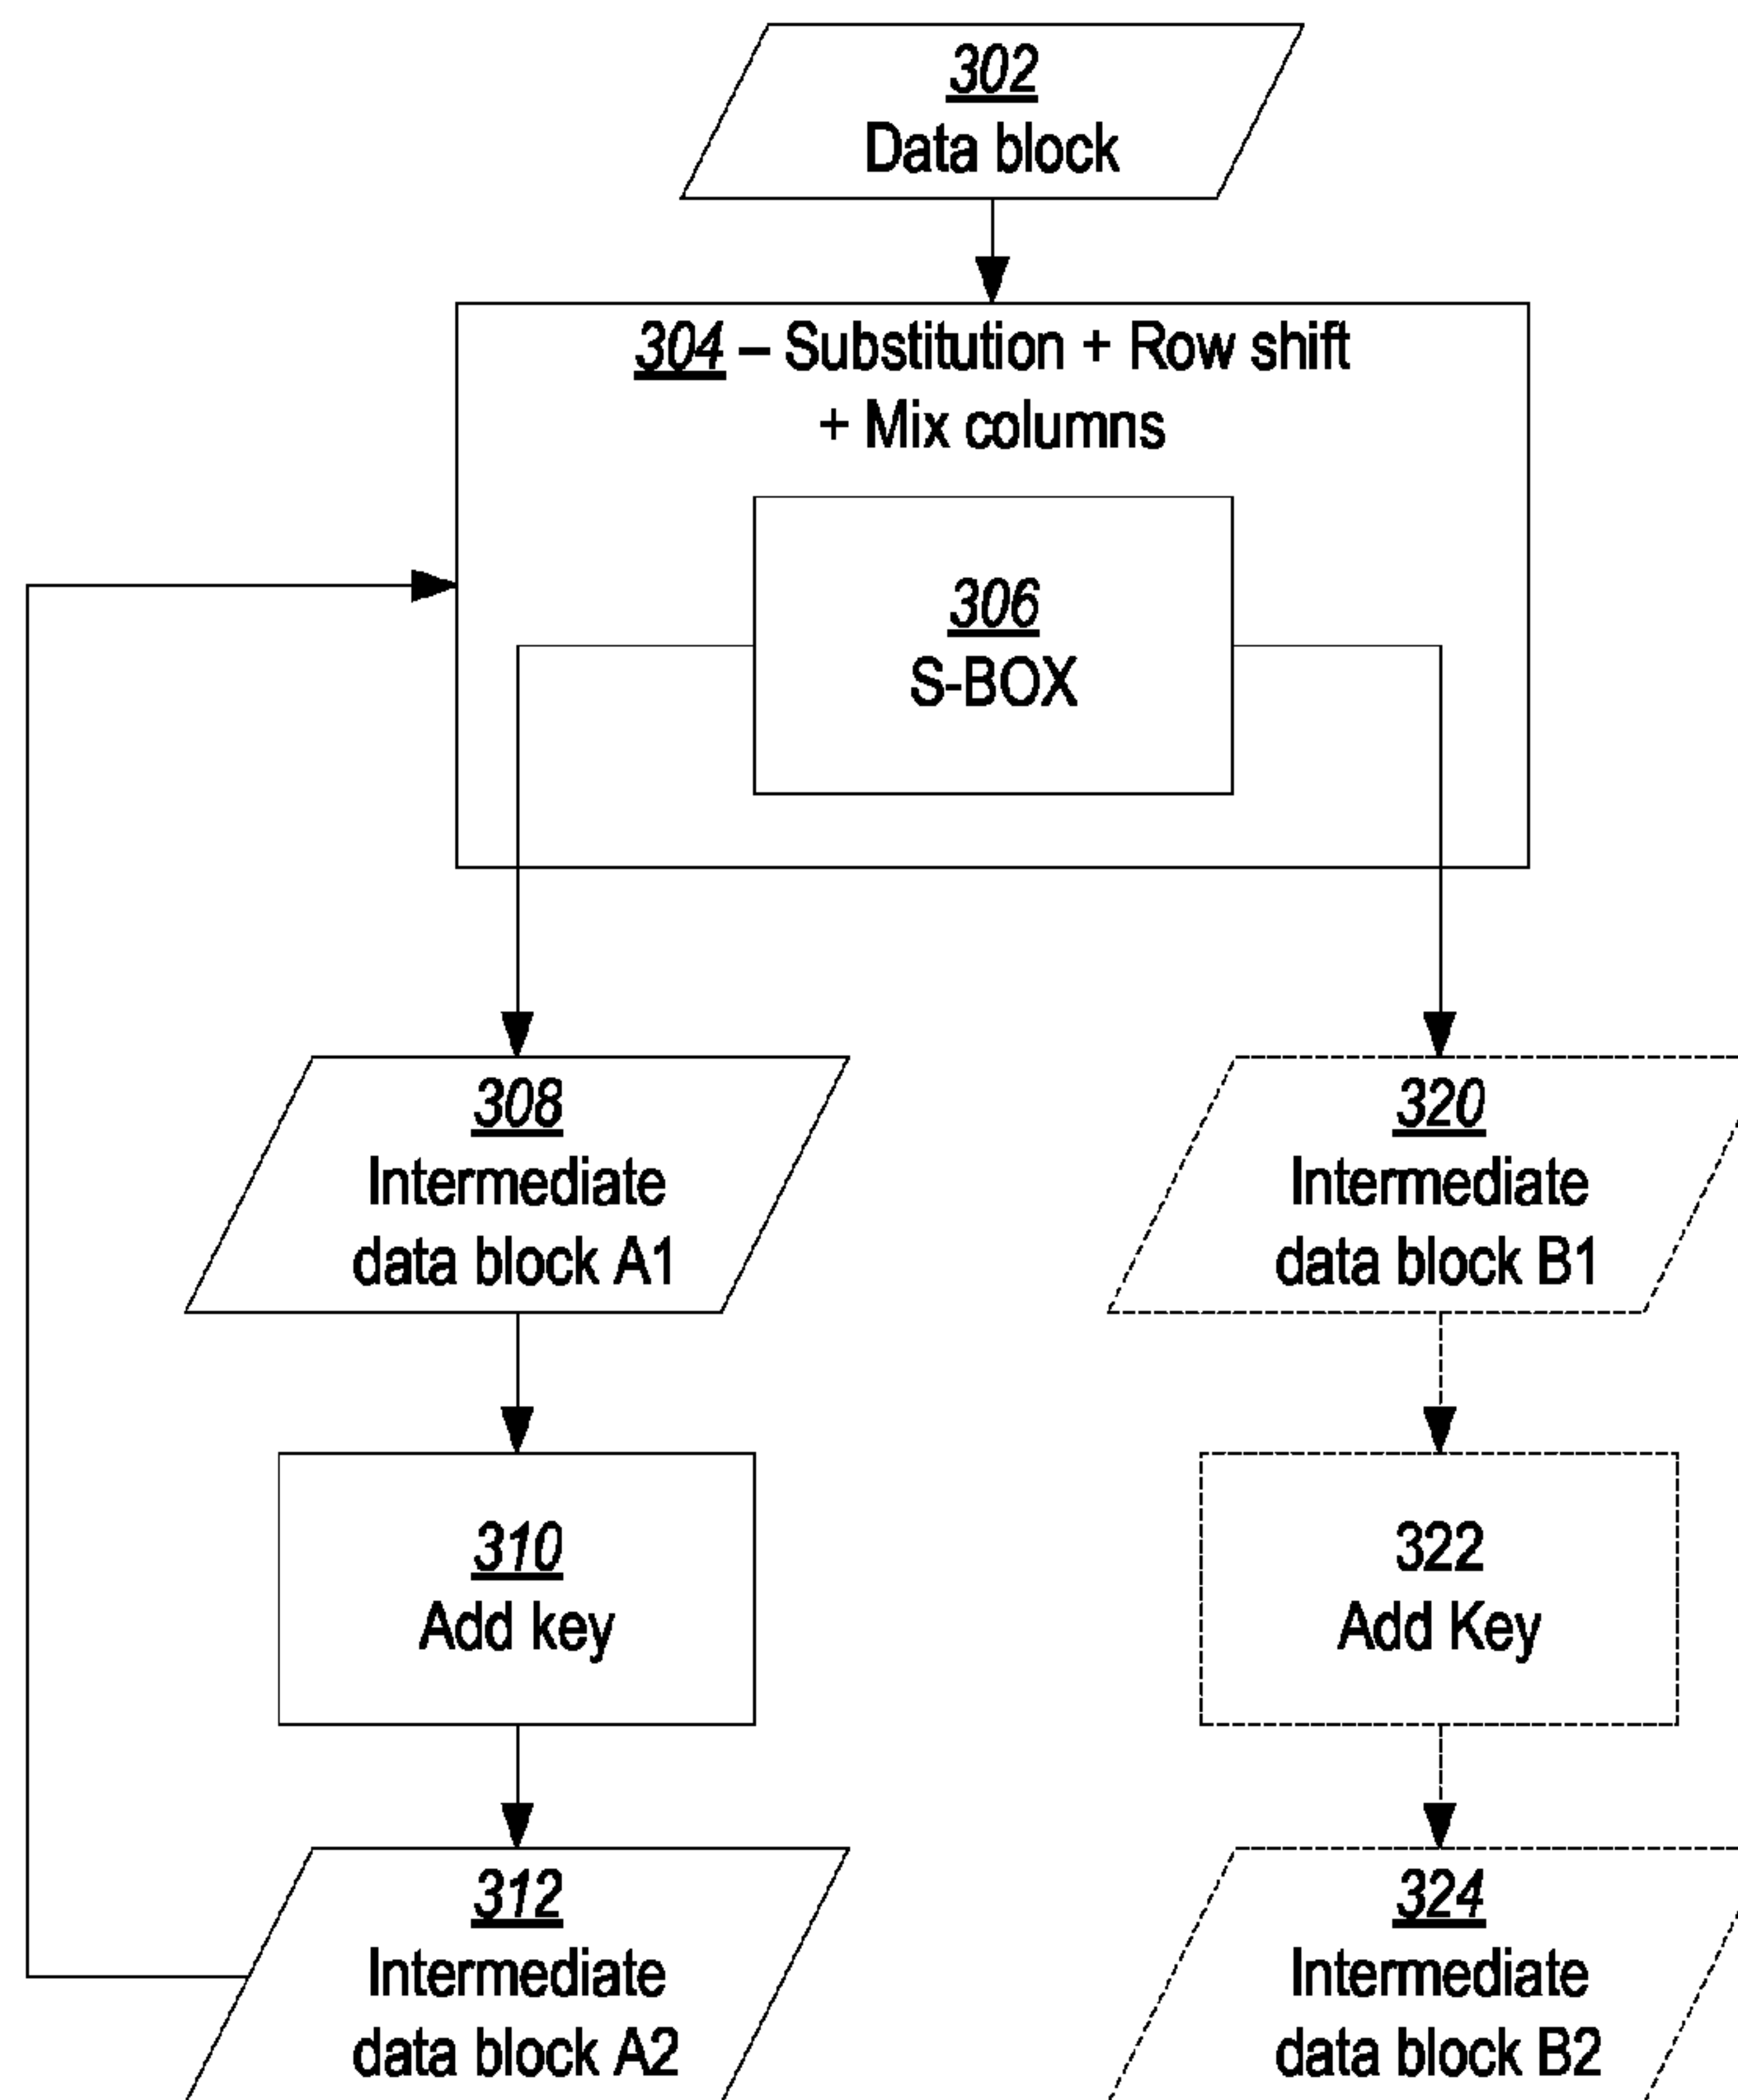 302
Data block
304 – Substitution + Row shift
+ Mix columns
306
S-BOX
308
Intermediate
data block A1
320
Intermediate
data block B1
310
Add key
322
Add Key
312
Intermediate
data block A2
324
Intermediate
data block B2